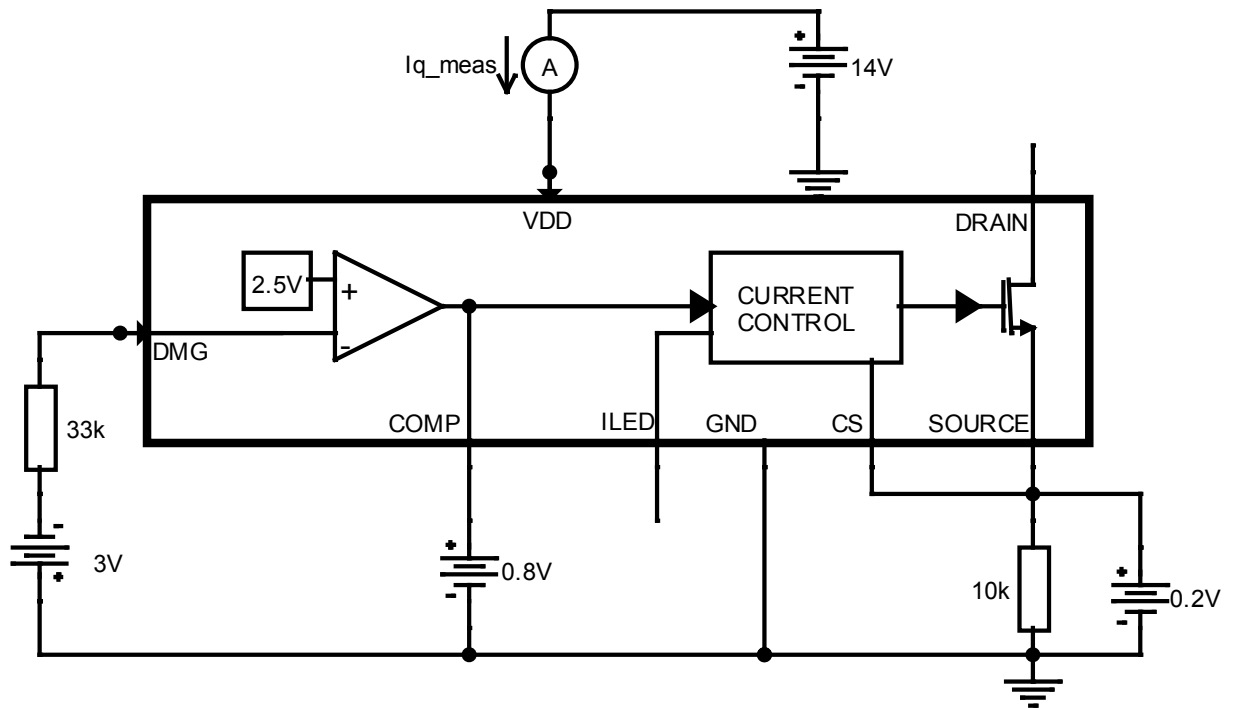 Iq_meas
A
+
14V
-
VDD
DRAIN
2.5V
+
-
CURRENT
CONTROL
DMG
33k
COMP
ILED
GND
CS
SOURCE
-
3V
+
+
0.8V
-
10k
+
0.2V
-